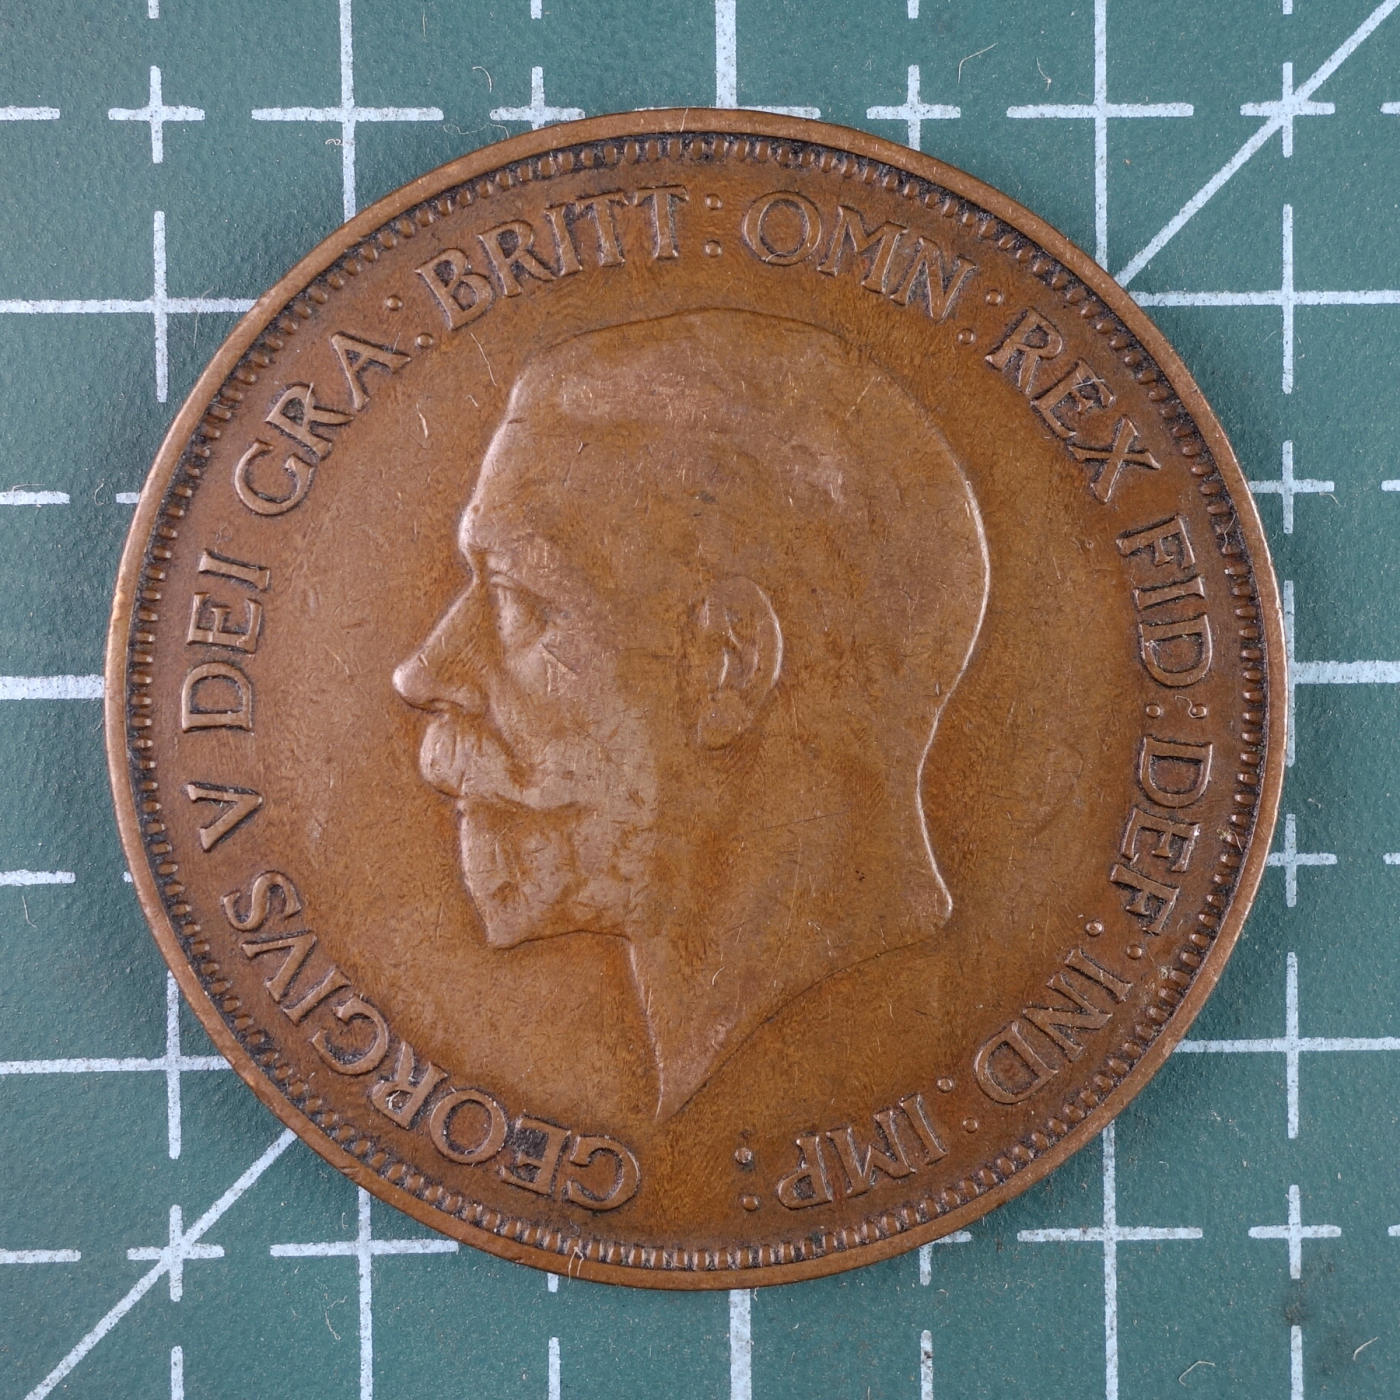 GEORGIVS V DEI GRA: BRITT: OMN: REX FID: DEF: IND: IMP: